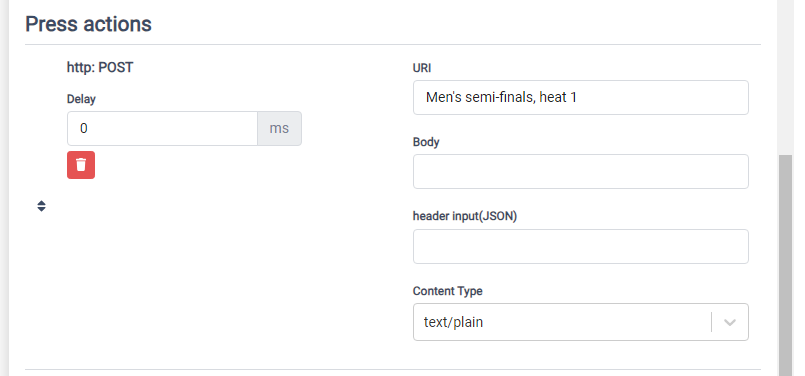 Press actions
http: POST
Delay
0 ms
URI
Men's semi-finals, heat 1
Body
header input(JSON)
Content Type
text/plain